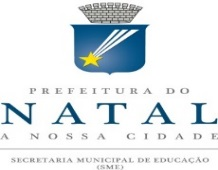 PREFEITURA DO
NATAL
A NOSSA CIDADE
SECRETARIA MUNICIPAL DE EDUCAÇÃO
(SME)